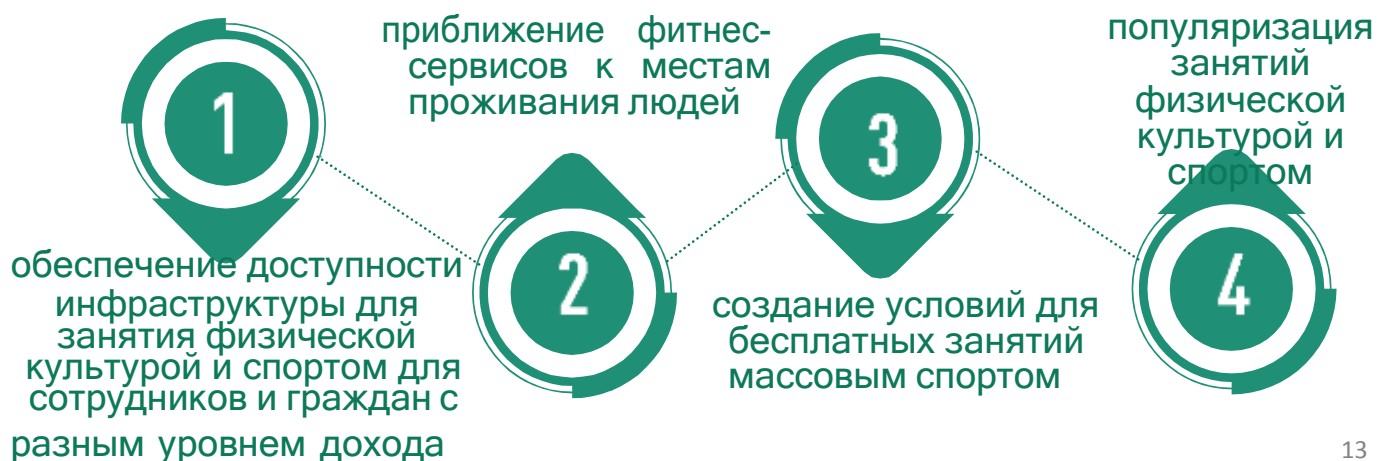 1
обеспечение доступности
инфраструктуры для
занятия физической
культурой и спортом для
сотрудников и граждан с
разным уровнем дохода
приближение фитнес-
сервисов к местам
проживания людей
2
3
создание условий для
бесплатных занятий
массовым спортом
популяризация
занятий
физической
культурой и
спортом
4
13